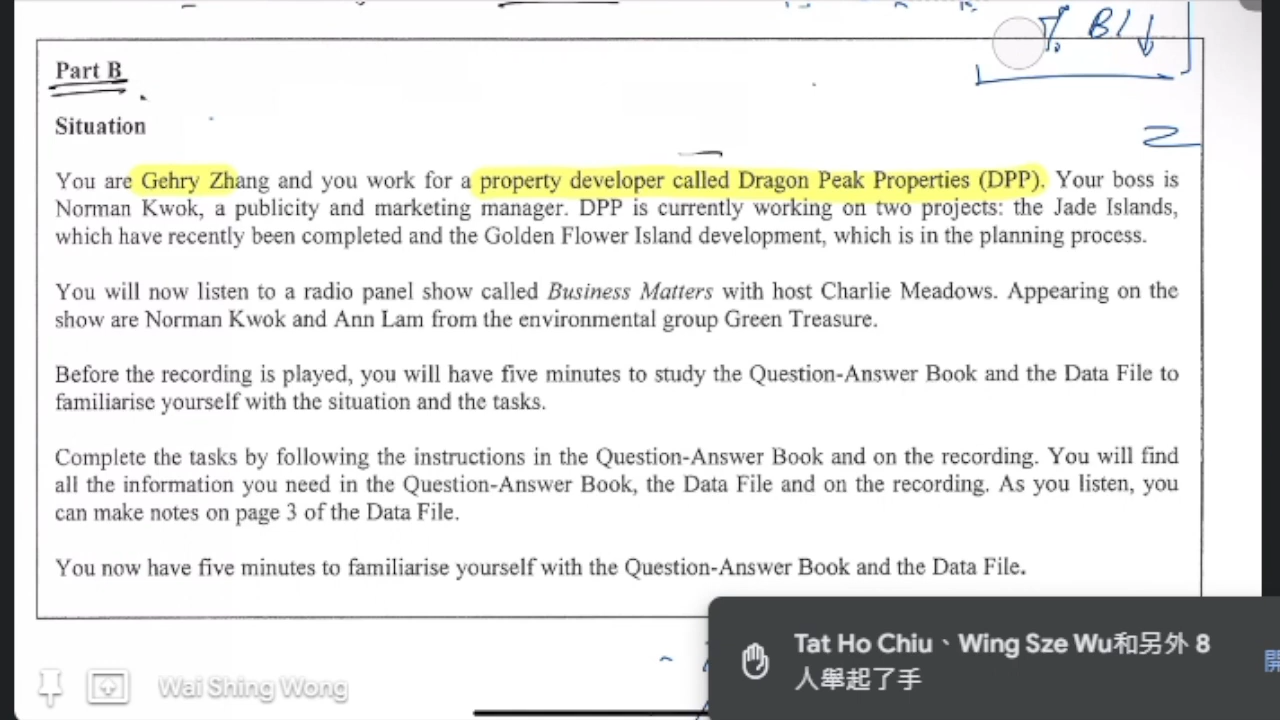 % B1 ↓
Part B
2
Situation
You are Gehry Zhang and you work for a property developer called Dragon Peak Properties (DPP). Your boss is
Norman Kwok, a publicity and marketing manager. DPP is currently working on two projects: the Jade Islands,
which have recently been completed and the Golden Flower Island development, which is in the planning process.
You will now listen to a radio panel show called Business Matters with host Charlie Meadows. Appearing on the
show are Norman Kwok and Ann Lam from the environmental group Green Treasure.
Before the recording is played, you will have five minutes to study the Question-Answer Book and the Data File to
familiarise yourself with the situation and the tasks.
Complete the tasks by following the instructions in the Question-Answer Book and on the recording. You will find
all the information you need in the Question-Answer Book, the Data File and on the recording. As you listen, you
can make notes on page 3 of the Data File.
You now have five minutes to familiarise yourself with the Question-Answer Book and the Data File.
Tat Ho Chiu、Wing Sze Wu和另外 8
人舉起了手
開
Wai Shing Wong